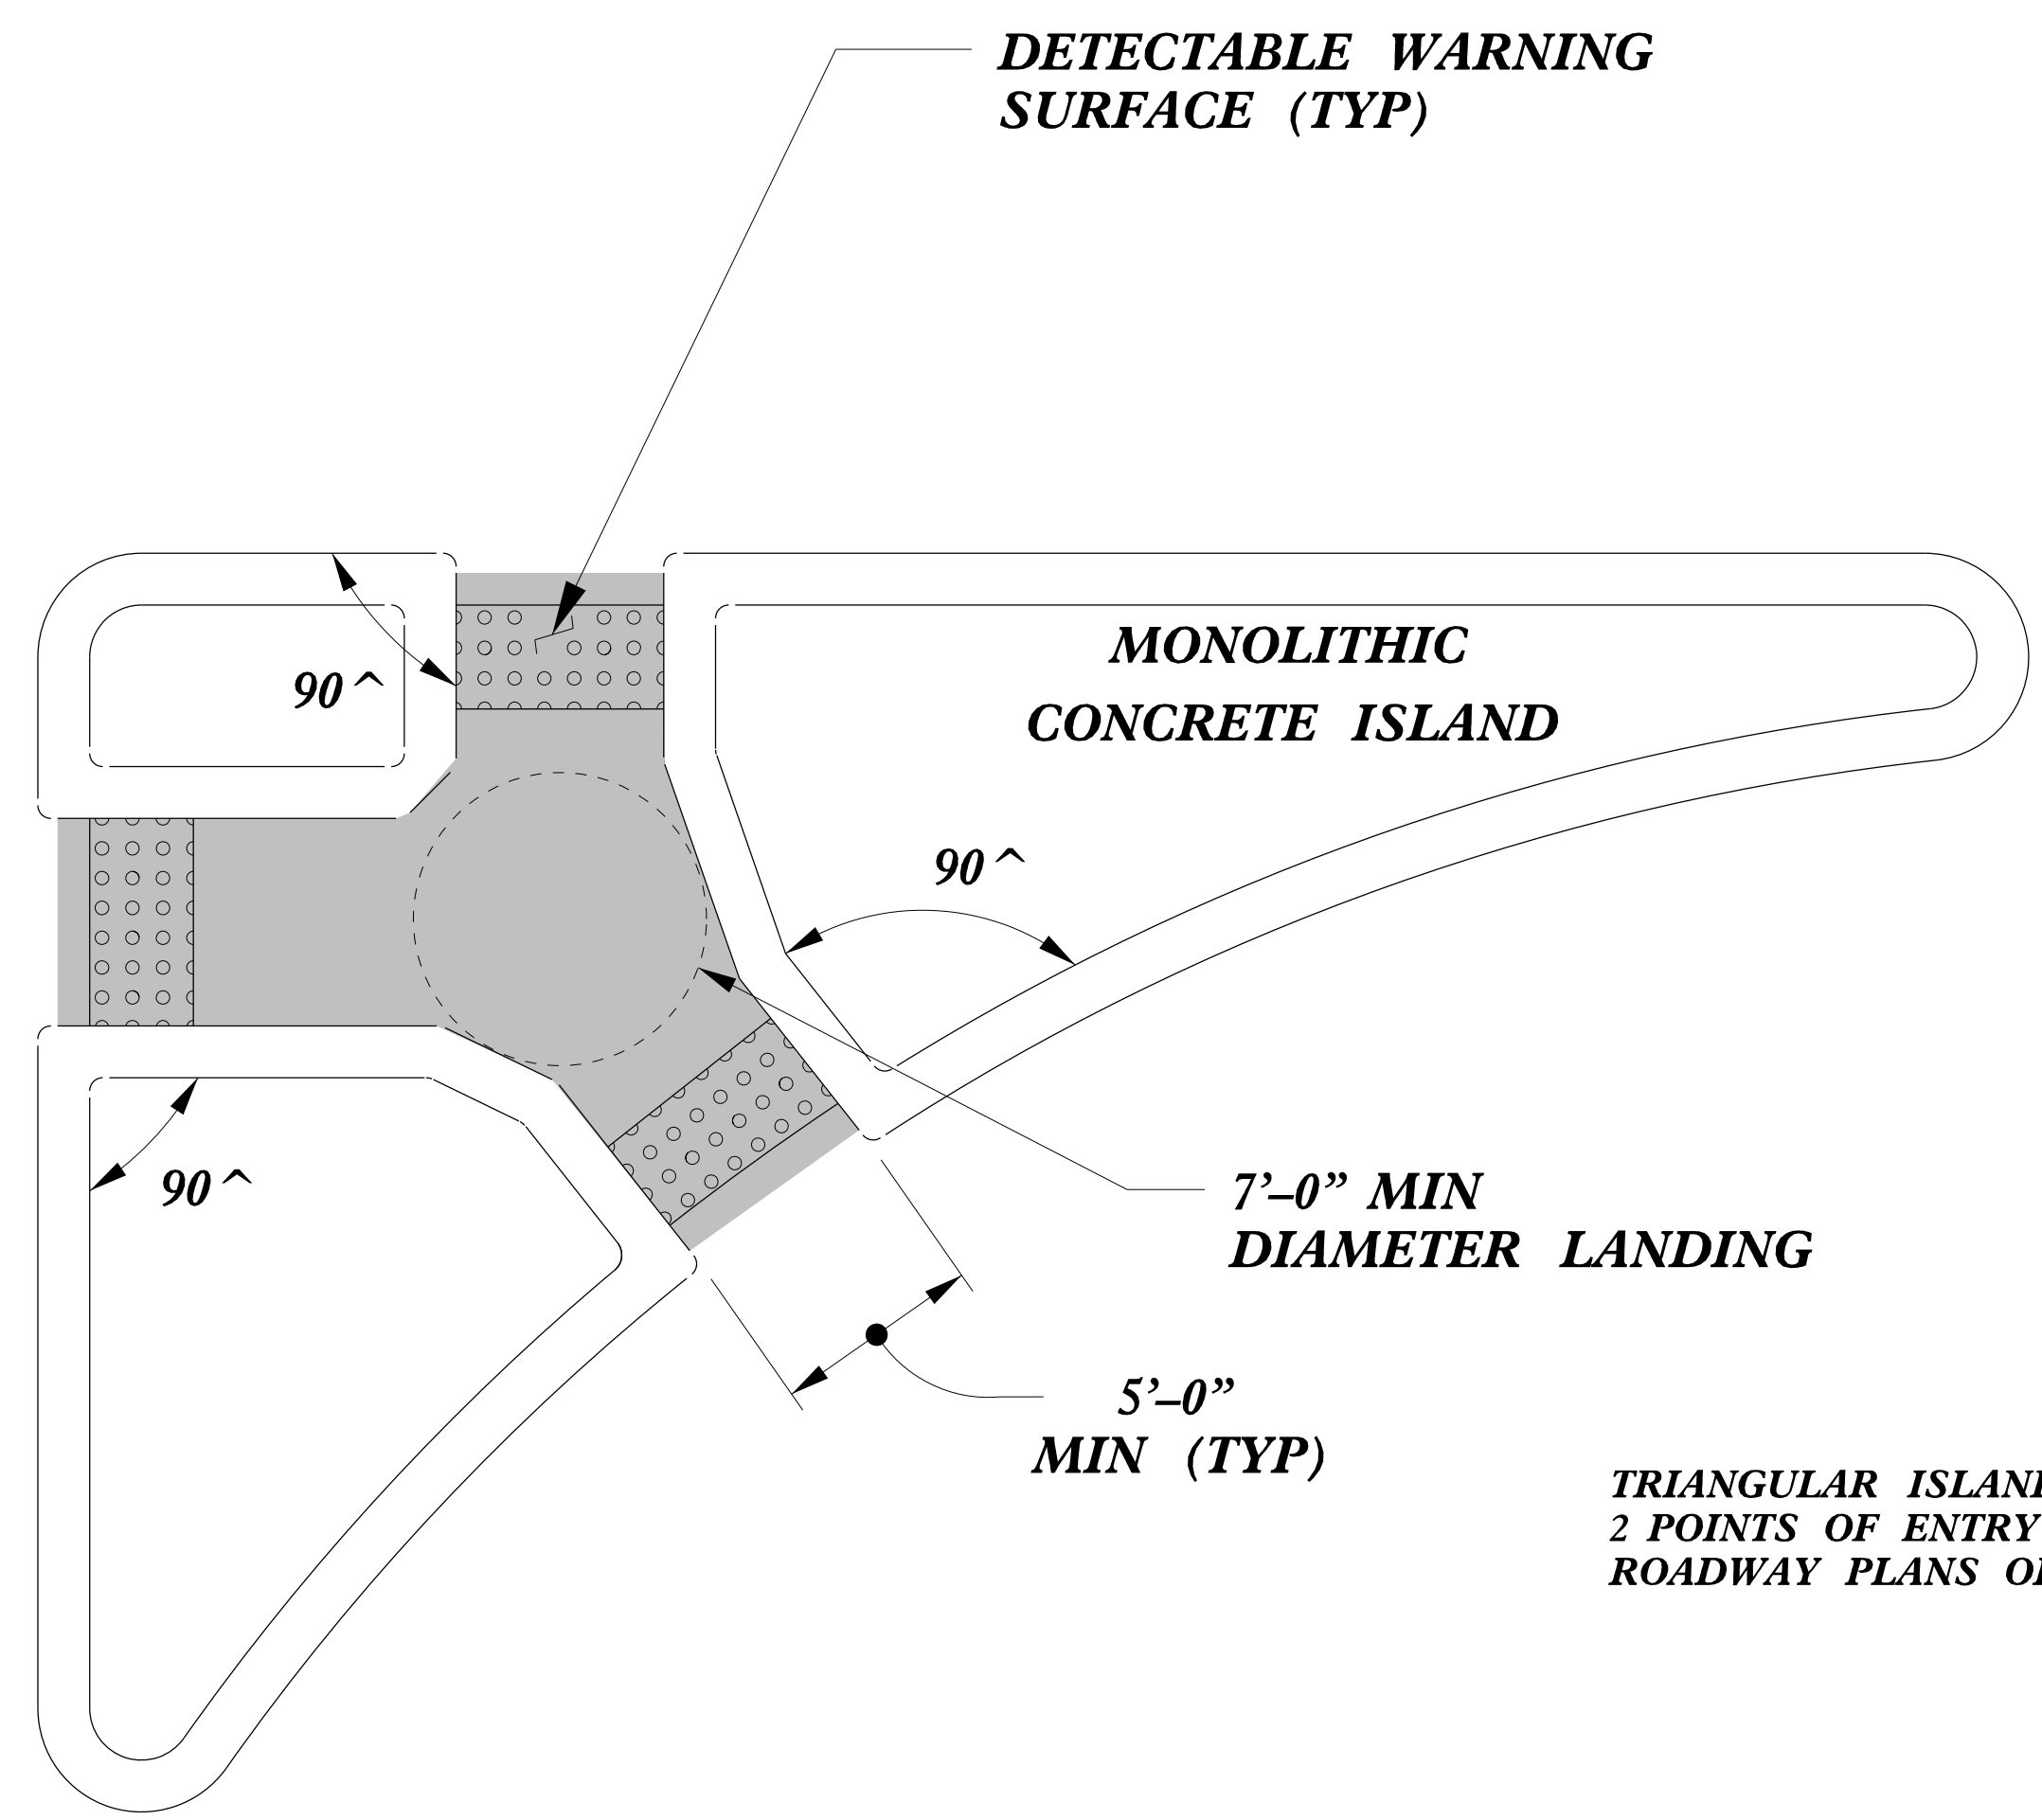 DETECTABLE WARNING
SURFACE (TYP)
MONOLITHIC
CONCRETE ISLAND
90^
90^
90^
7’–0” MIN
DIAMETER LANDING
5’–0”
MIN (TYP)
TRIANGULAR
2 POINTS OF ENTRY
ROADWAY PLANS